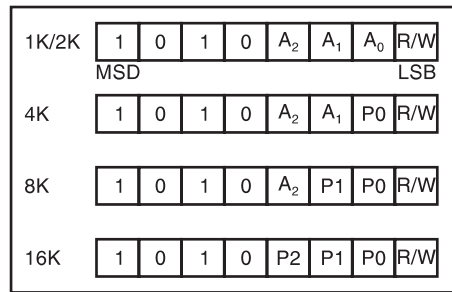 1K/2K 1 0 1 0 A₂ A₁ A₀ R/W
MSD LSB
4K 1 0 1 0 A₂ A₁ P0 R/W
8K 1 0 1 0 A₂ P1 P0 R/W
16K 1 0 1 0 P2 P1 P0 R/W